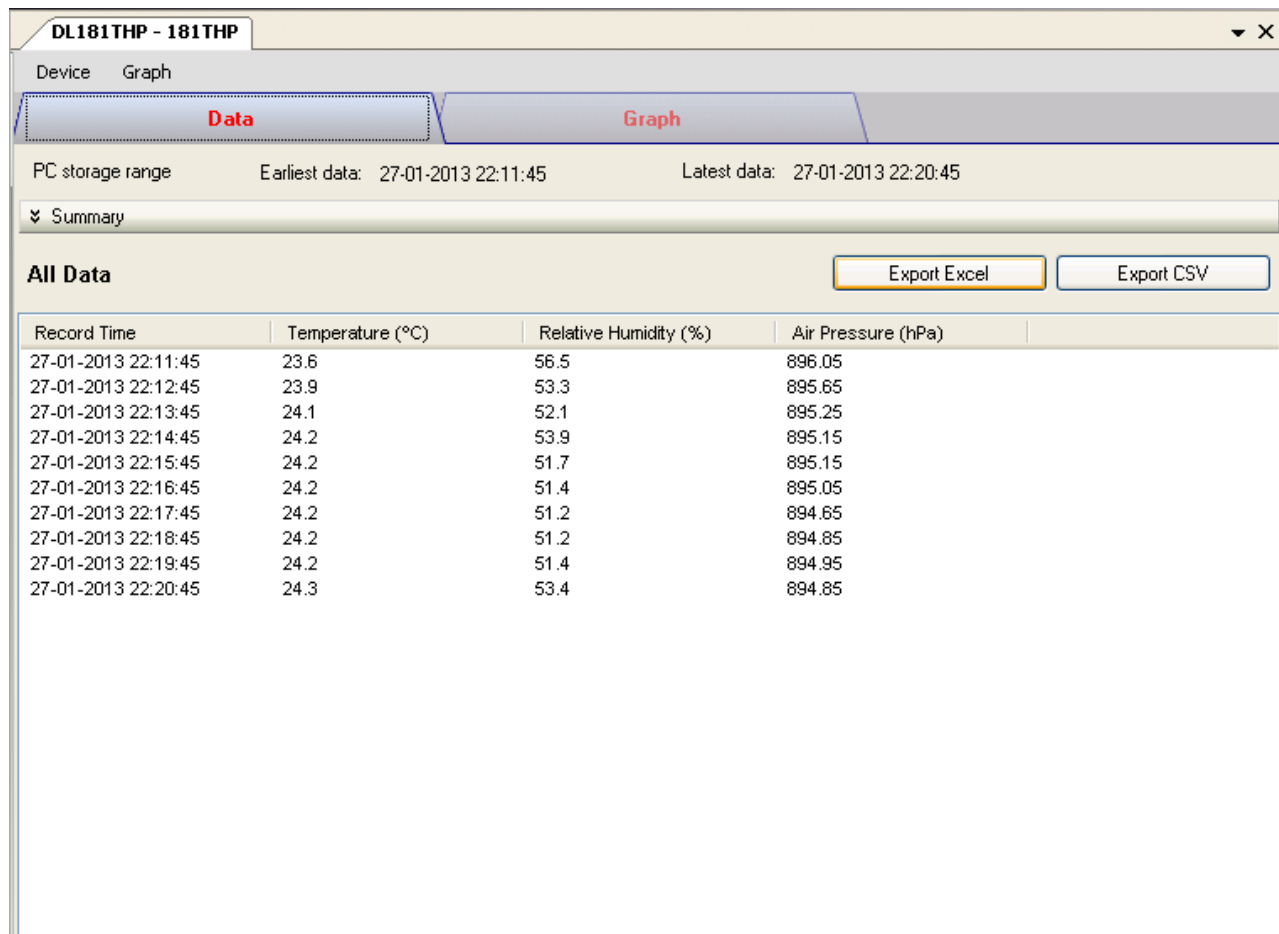 DL181THP - 181THP
Device Graph
Data Graph
PC storage range Earliest data: 27-01-2013 22:11:45 Latest data: 27-01-2013 22:20:45
Summary
All Data Export Excel Export CSV
Record Time Temperature (°C) Relative Humidity (%) Air Pressure (hPa)
27-01-2013 22:11:45 23.6 56.5 896.05
27-01-2013 22:12:45 23.9 53.3 895.65
27-01-2013 22:13:45 24.1 52.1 895.25
27-01-2013 22:14:45 24.2 53.9 895.15
27-01-2013 22:15:45 24.2 51.7 895.15
27-01-2013 22:16:45 24.2 51.4 895.05
27-01-2013 22:17:45 24.2 51.2 894.65
27-01-2013 22:18:45 24.2 51.2 894.85
27-01-2013 22:19:45 24.2 51.4 894.95
27-01-2013 22:20:45 24.3 53.4 894.85